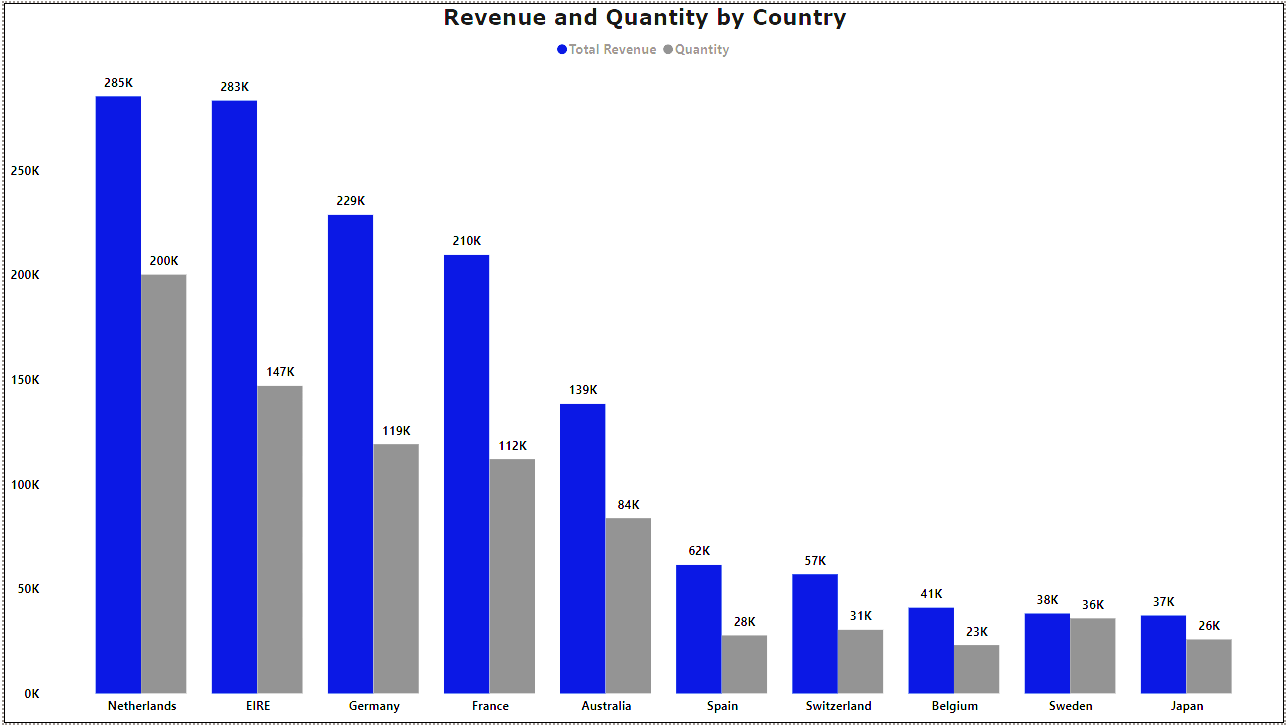 Revenue and Quantity by Country
Total Revenue Quantity
285K
283K
250K
229K
210K
200K
200K
150K
147K
139K
119K
112K
100K
84K
62K
57K
50K
41K
38K
36K
37K
31K
28K
26K
23K
0K
Netherlands EIRE Germany France Australia Spain Switzerland Belgium Sweden Japan